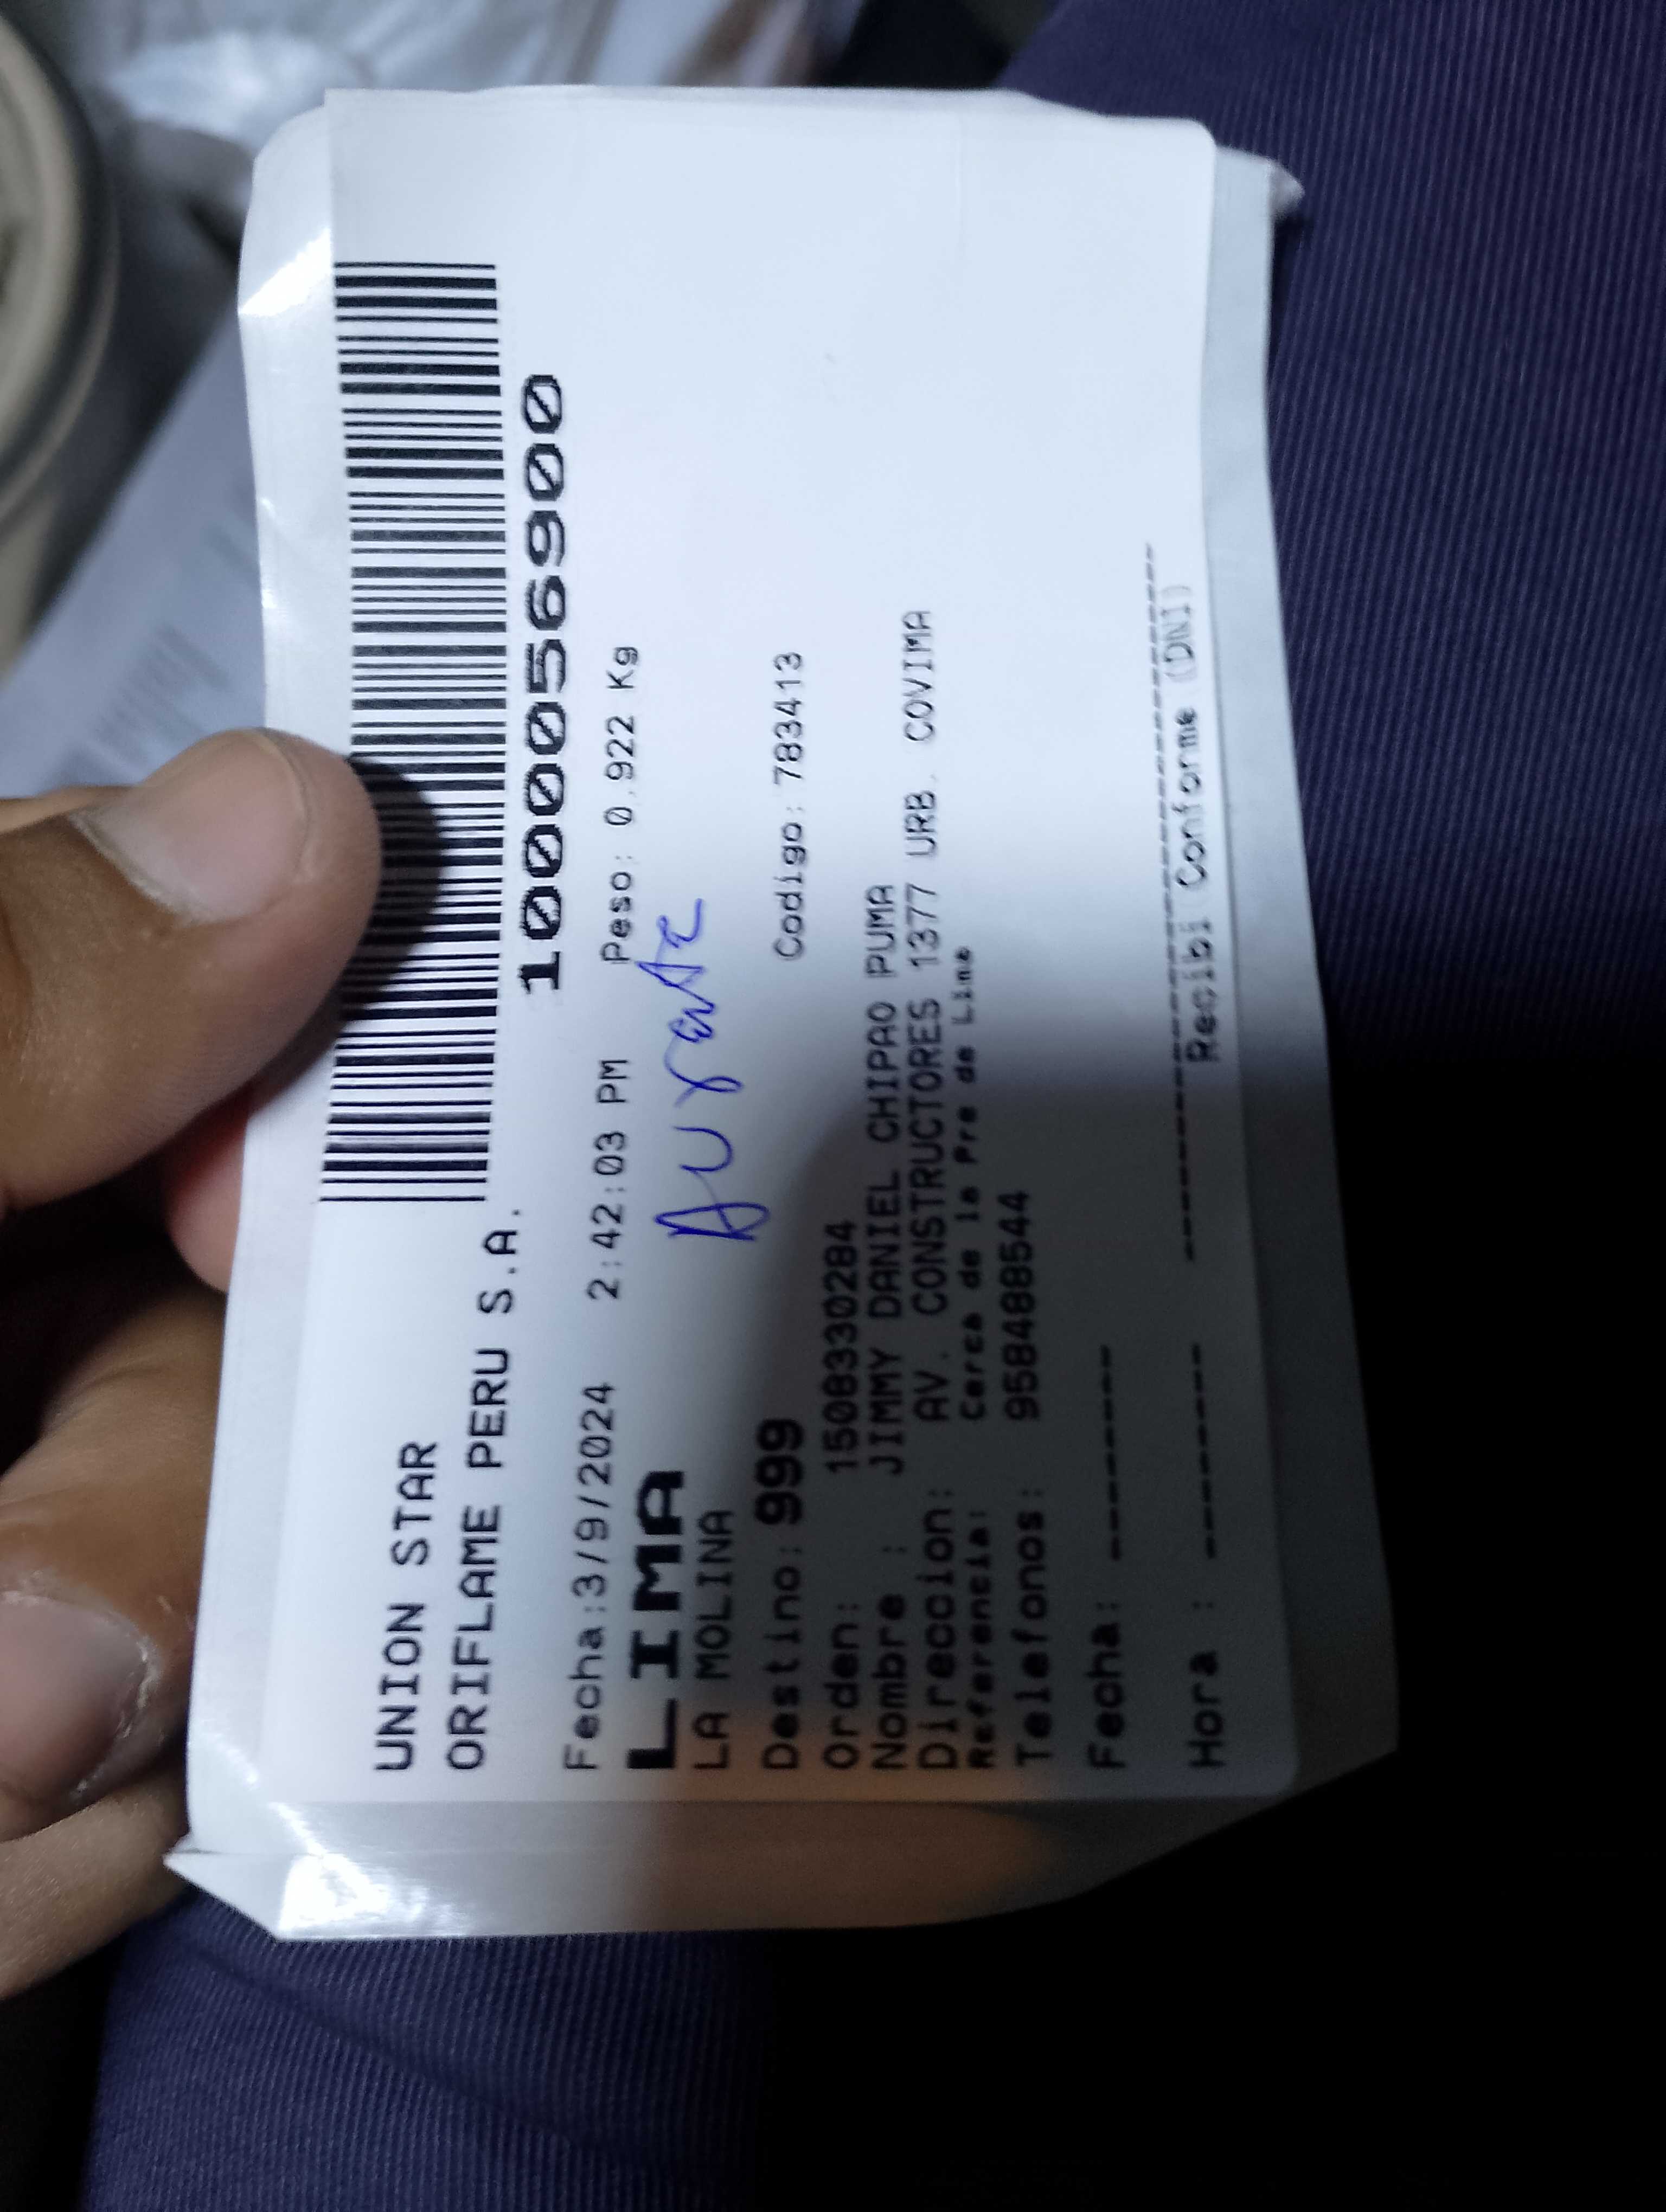 UNION STAR
ORIFLAME PERU S.A.
10000056900
Fecha:3/9/2024 2:42:03 PM Peso: 0.922 Kg
LIMA
LA MOLINA
Destino: 999 Codigo: 783413
Orden: 1508330284
Nombre : JIMMY DANIEL CHIPAO PUMA
Direccion: AV. CONSTRUCTORES 1377 URB. COVIMA
Referencia: Cerca de la Pre de Lime
Telefonos: 958488544
Fecha: ------
Hora : ------
Recibi Conforme (DNI)